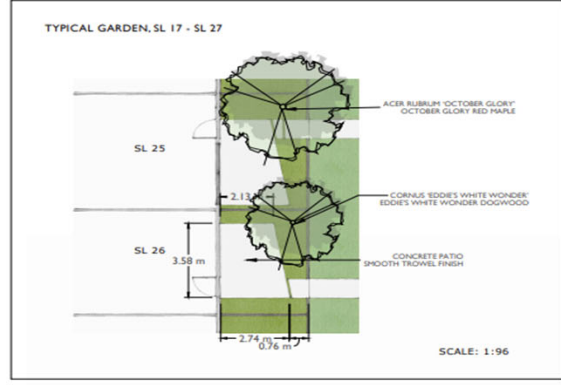 TYPICAL GARDEN, SL 17 - SL 27
ACER RUBRUM 'OCTOBER GLORY'
OCTOBER GLORY RED MAPLE
SL 25
2.13
CORNUS 'EDDIE'S WHITE WONDER'
EDDIE'S WHITE WONDER DOGWOOD
SL 26
3.58 m
CONCRETE PATIO
SMOOTH TROWEL FINISH
2.74 m
0.76 m
SCALE: 1:96